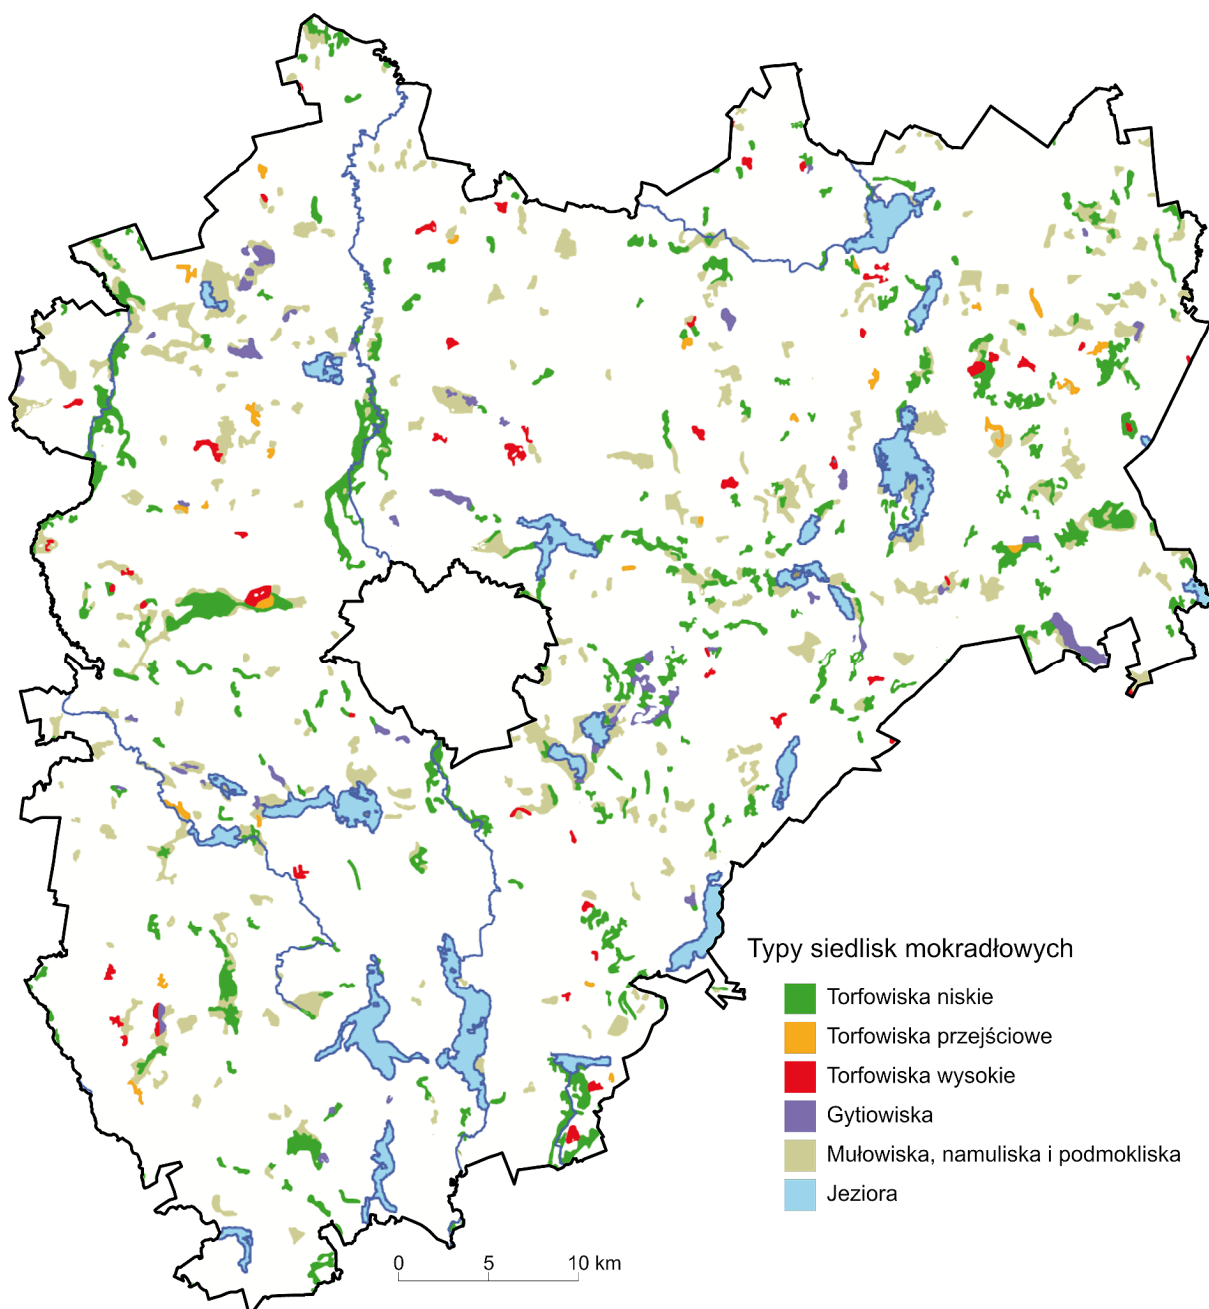 Typy siedlisk mokradłowych
Torfowiska niskie
Torfowiska przejściowe
Torfowiska wysokie
Gytiowiska
Mułowiska, namuliska i podmokliska
Jeziora
0 5 10 km